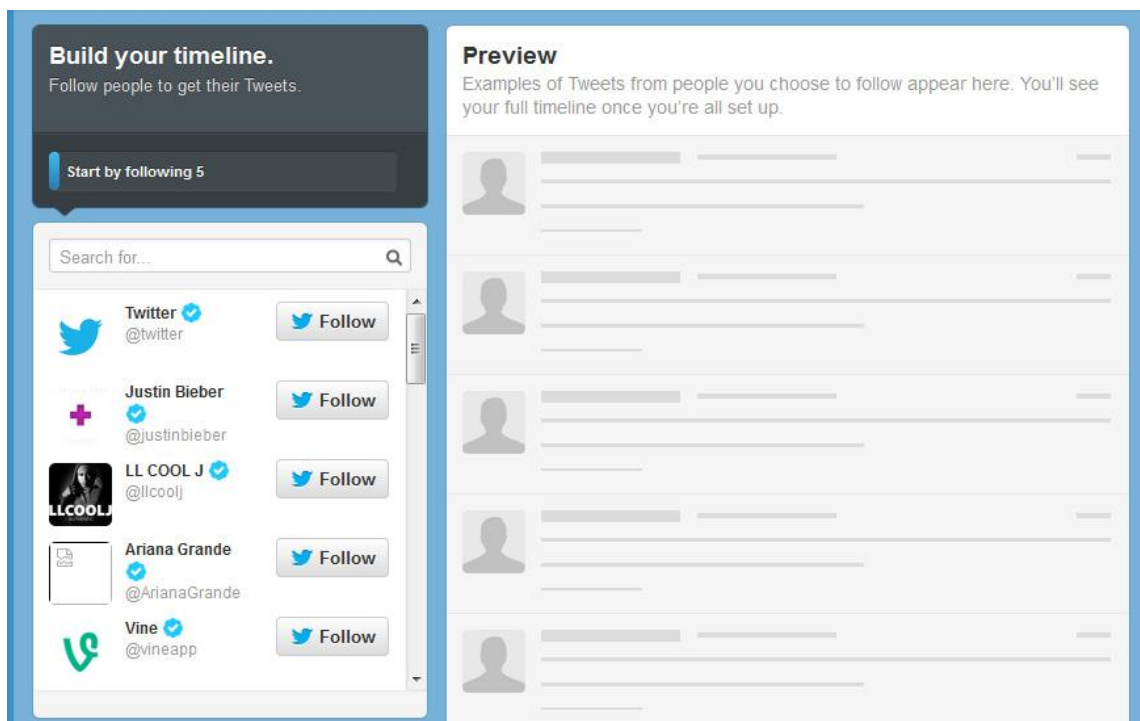 Build your timeline.
Follow people to get their Tweets.
Start by following 5
Search for...
Twitter
@twitter
Follow
Justin Bieber
@justinbieber
Follow
LL COOL J
@llcoolj
Follow
LLCOOLJ
Ariana Grande
@ArianaGrande
Follow
Vine
@vineapp
Follow
Preview
Examples of Tweets from people you choose to follow appear here. You'll see
your full timeline once you're all set up.